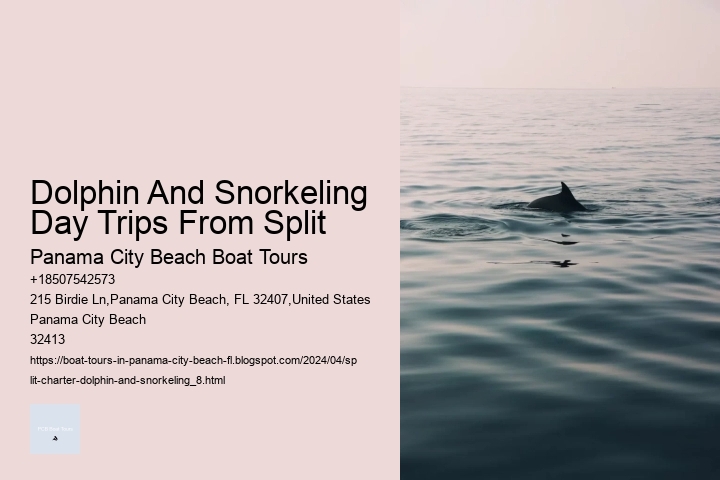 Dolphin And Snorkeling
Day Trips From Split
Panama City Beach Boat Tours
+18507542573
215 Birdie Ln,Panama City Beach, FL 32407,United States
Panama City Beach
32413
https://boat-tours-in-panama-city-beach-fl.blogspot.com/2024/04/sp
lit-charter-dolphin-and-snorkeling_8.html